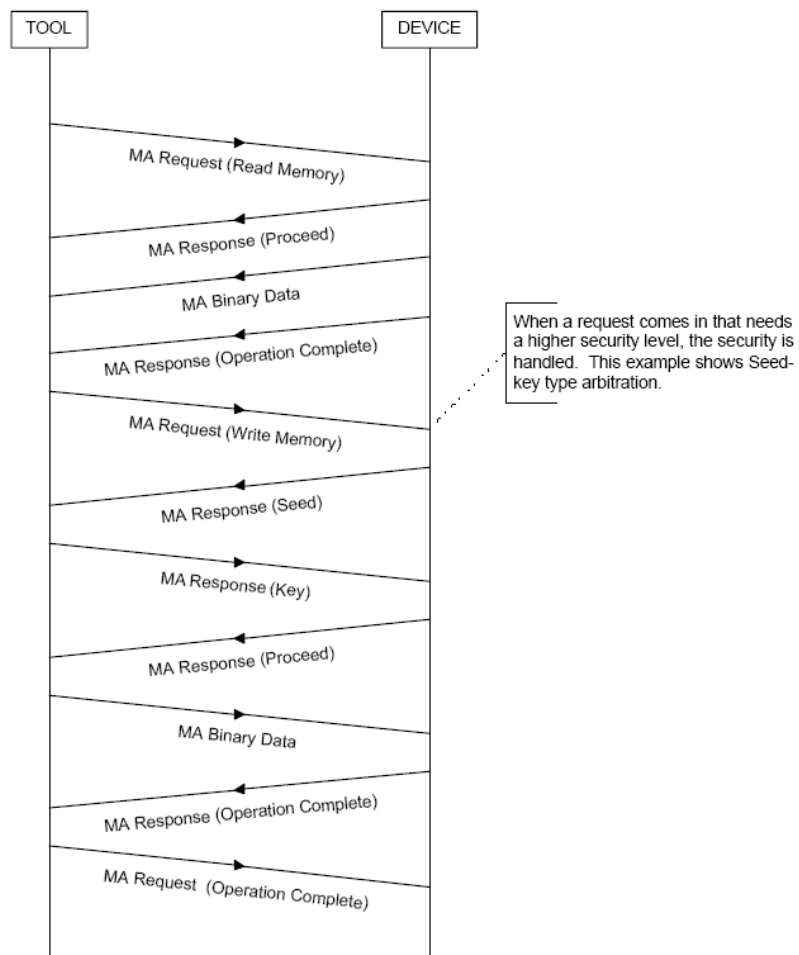 TOOL
DEVICE
MA Request (Read Memory)
MA Response (Proceed)
MA Binary Data
MA Response (Operation Complete)
When a request comes in that needs
a higher security level, the security is
handled. This example shows Seed-
key type arbitration.
MA Request (Write Memory)
MA Response (Seed)
MA Response (Key)
MA Response (Proceed)
MA Binary Data
MA Response (Operation Complete)
MA Request (Operation Complete)